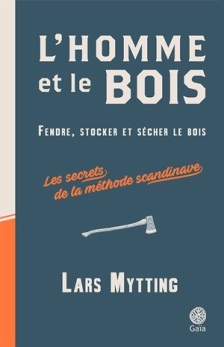 L'HOMME
et le BOIS
FENDRE, STOCKER ET SÉCHER LE BOIS
Les secrets
de la méthode scandinave
LARS MYTTING
Gaïa